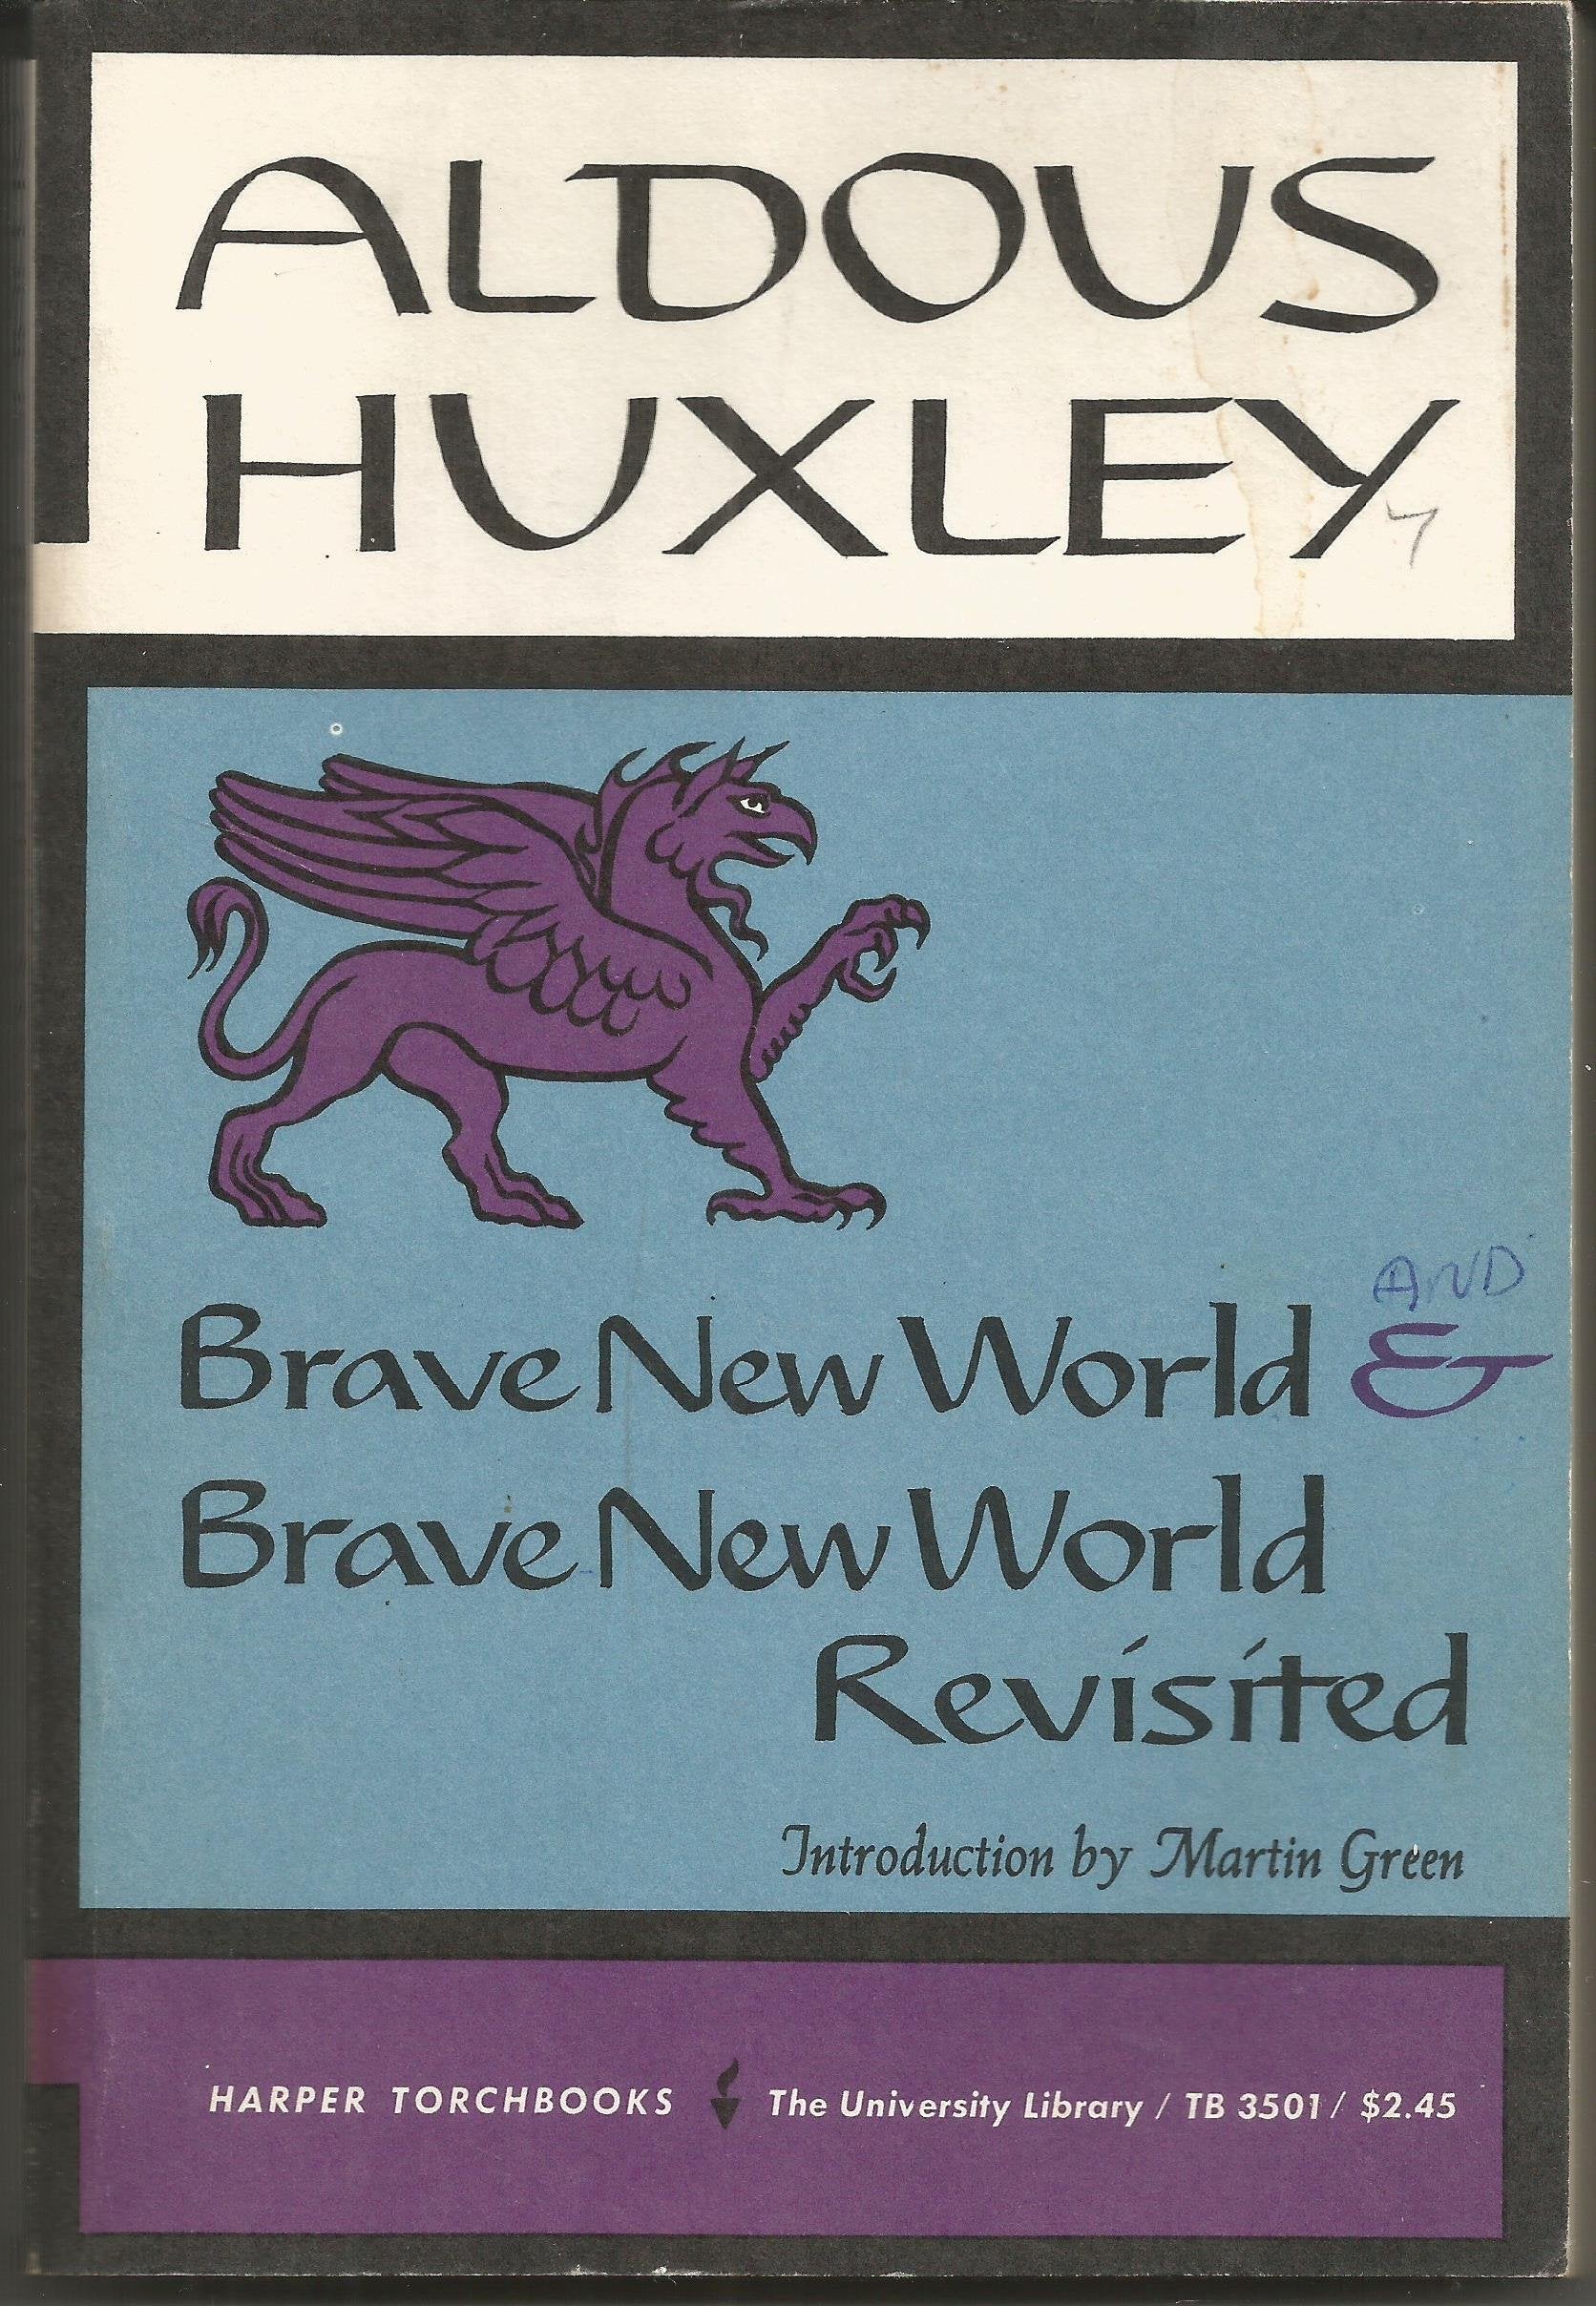 ALDOUS
HUXLEY
AND
Brave New World &
Brave New World
Revisited
Introduction by Martin Green
HARPER TORCHBOOKS The University Library / TB 3501 / $2.45